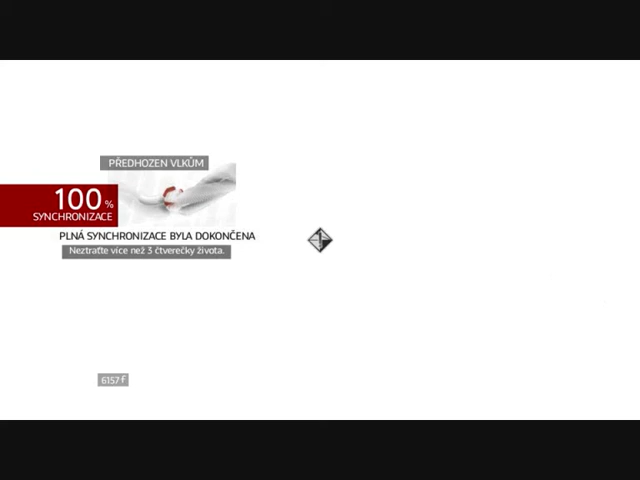 PŘEDHOZEN VLKŮM
100 %
SYNCHRONIZACE
PLNÁ SYNCHRONIZACE BYLA DOKONČENA
Neztraťte více než 3 čtverečky života.
6157 ƒ